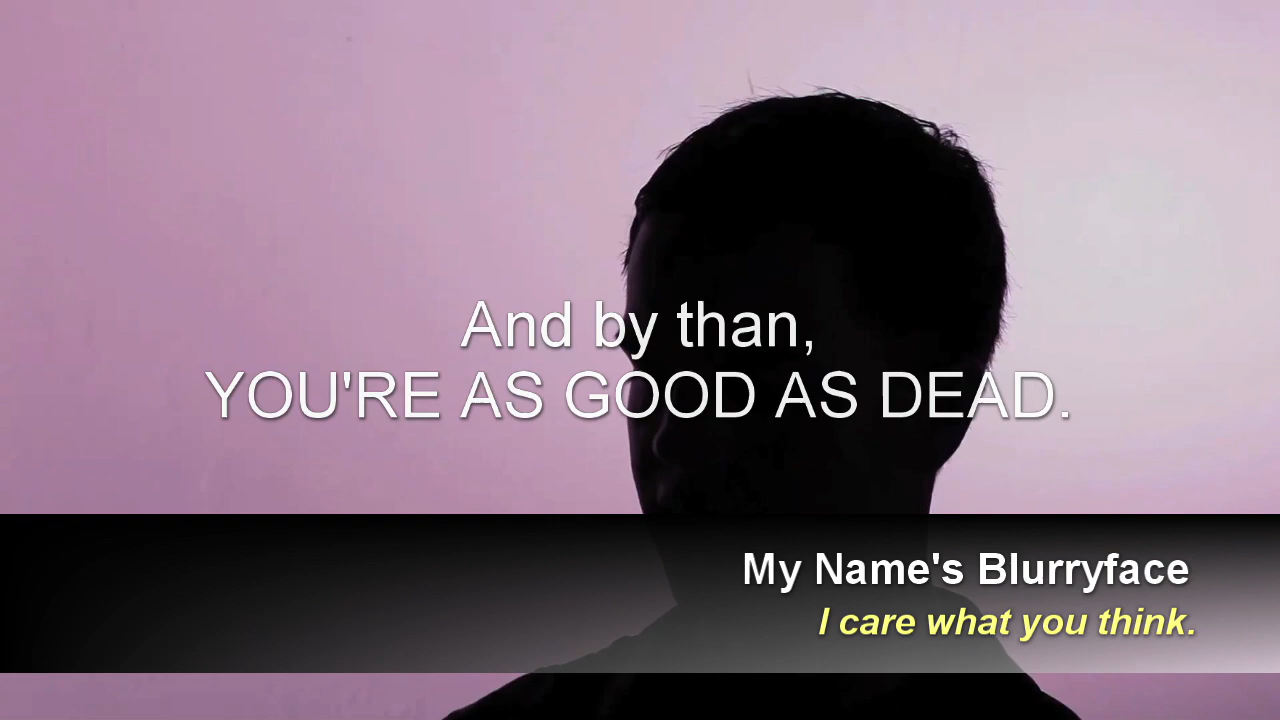 And by than,
YOU'RE AS GOOD AS DEAD.
My Name's Blurryface
I care what you think.